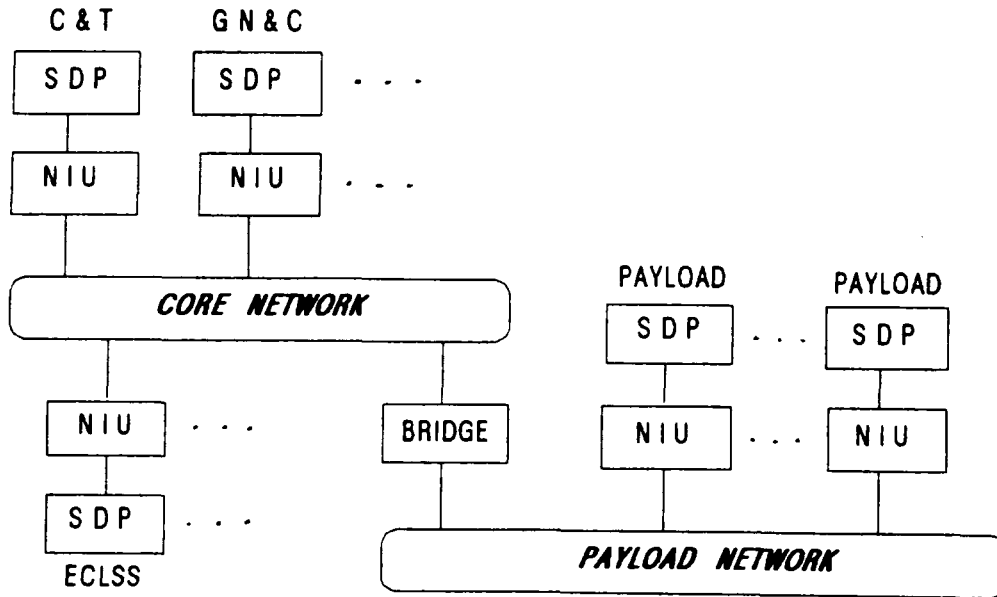 C & T
G N & C
S D P
S D P
. . .
N I U
N I U
. . .
CORE NETWORK
PAYLOAD
PAYLOAD
S D P
. . .
S D P
N I U
. . .
BRIDGE
N I U
. . .
N I U
S D P
. . .
ECLSS
PAYLOAD NETWORK